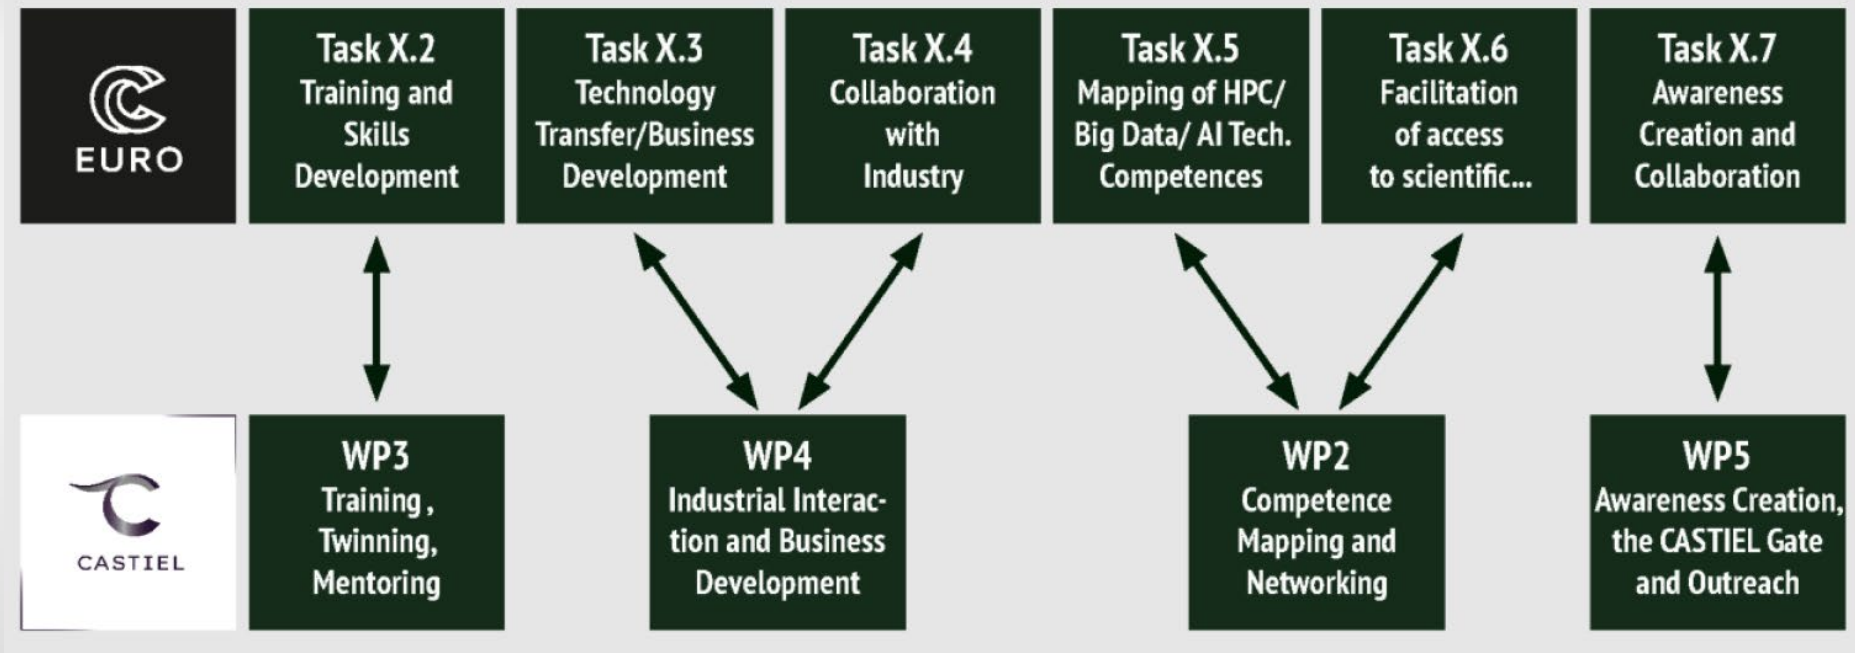 EURO
Task X.2
Training and
Skills
Development
Task X.3
Technology
Transfer/Business
Development
Task X.4
Collaboration
with
Industry
Task X.5
Mapping of HPC/
Big Data/ AI Tech.
Competences
Task X.6
Facilitation
of access
to scientific...
Task X.7
Awareness
Creation and
Collaboration
CASTIEL
WP3
Training,
Twinning,
Mentoring
WP4
Industrial Interac-
tion and Business
Development
WP2
Competence
Mapping and
Networking
WP5
Awareness Creation,
the CASTIEL Gate
and Outreach